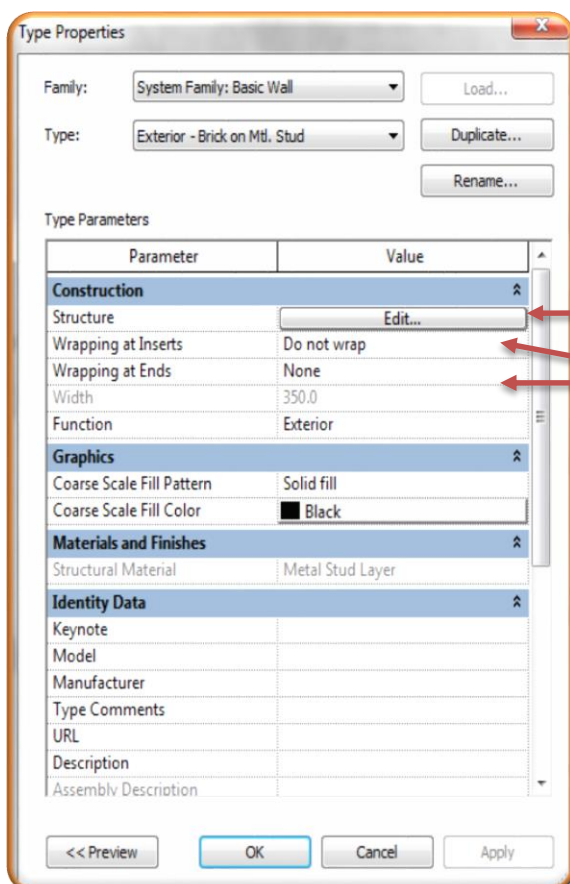 Type Properties
Family: System Family: Basic Wall Load...
Type: Exterior - Brick on Mtl. Stud Duplicate...
Rename...
Type Parameters
Parameter Value
Construction
Structure Edit...
Wrapping at Inserts Do not wrap
Wrapping at Ends None
Width 350.0
Function Exterior
Graphics
Coarse Scale Fill Pattern Solid fill
Coarse Scale Fill Color Black
Materials and Finishes
Structural Material Metal Stud Layer
Identity Data
Keynote
Model
Manufacturer
Type Comments
URL
Description
Assembly Description
<< Preview OK Cancel Apply